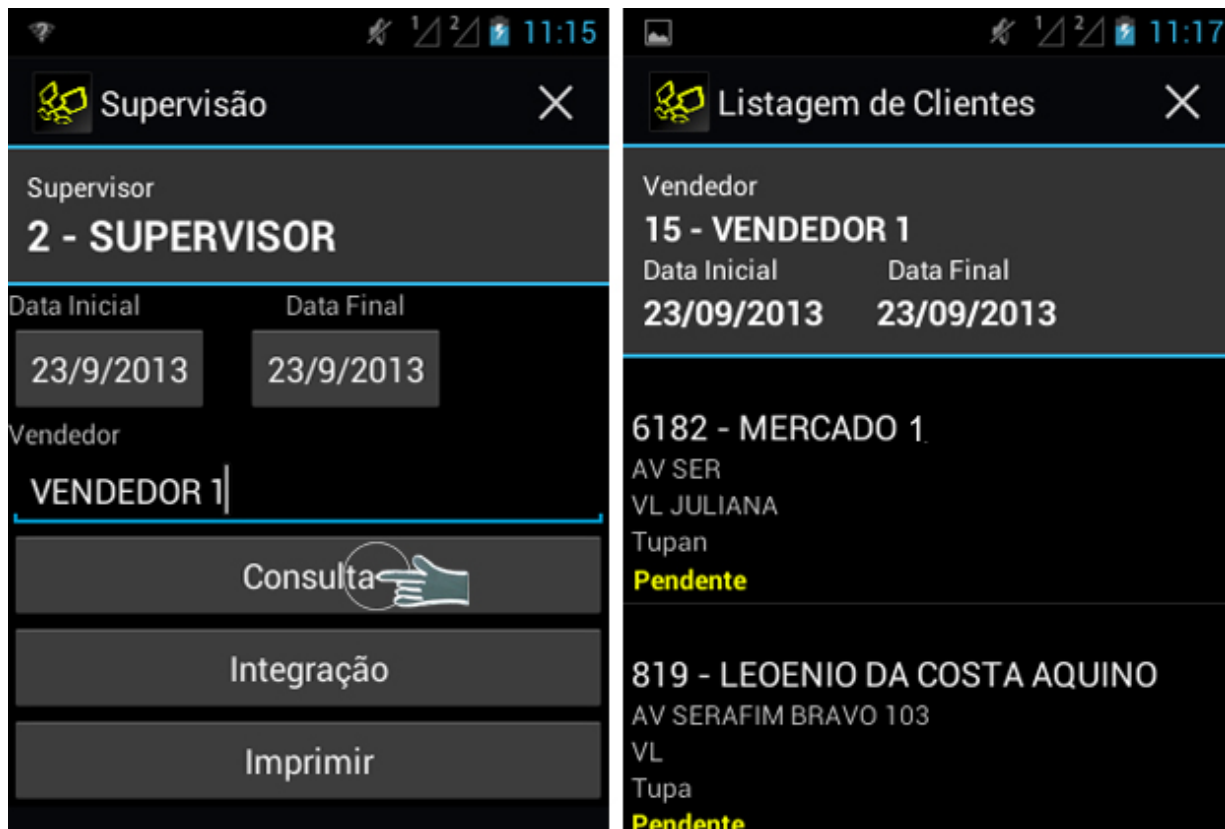 11:15
Supervisão
Supervisor
2 - SUPERVISOR
Data Inicial Data Final
23/9/2013 23/9/2013
Vendedor
VENDEDOR 1
Consulta
Integração
Imprimir
11:17
Listagem de Clientes
Vendedor
15 - VENDEDOR 1
Data Inicial Data Final
23/09/2013 23/09/2013
6182 - MERCADO 1
AV SER
VL JULIANA
Tupan
Pendente
819 - LEOENIO DA COSTA AQUINO
AV SERAFIM BRAVO 103
VL
Tupa
Pendente